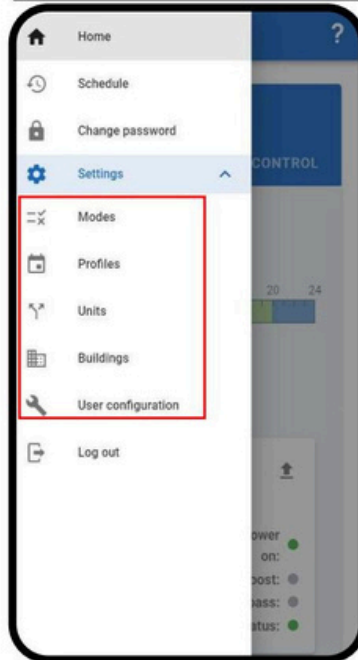 Home
?
Schedule
Change password
Settings
CONTROL
Modes
Profiles
20 24
Units
Buildings
User configuration
Log out
ower
on:
oost:
pass:
atus: